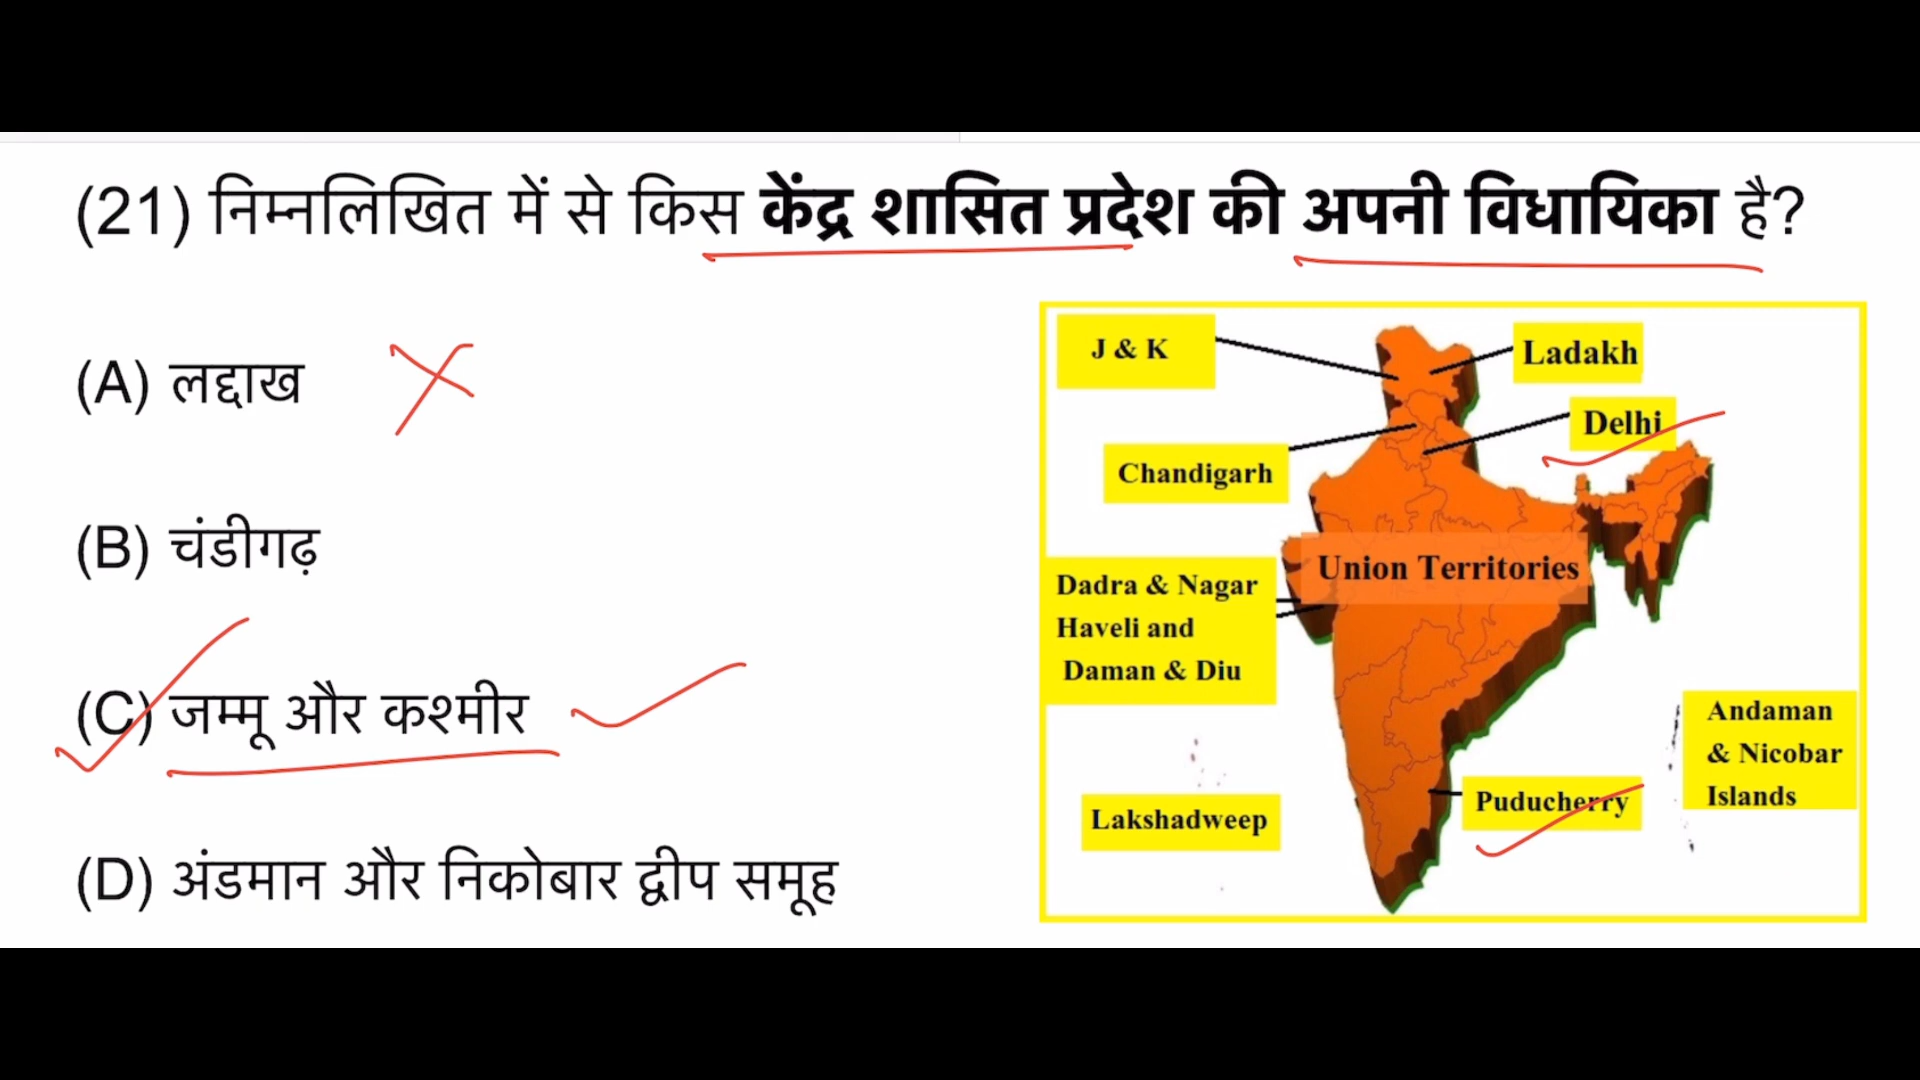 (21) निम्नलिखित में से किस केंद्र शासित प्रदेश की अपनी विधायिका है?
(A) लद्दाख
(B) चंडीगढ़
(C) जम्मू और कश्मीर
(D) अंडमान और निकोबार द्वीप समूह
J & K
Ladakh
Delhi
Chandigarh
Union Territories
Dadra & Nagar
Haveli and
Daman & Diu
Andaman
& Nicobar
Islands
Puducherry
Lakshadweep